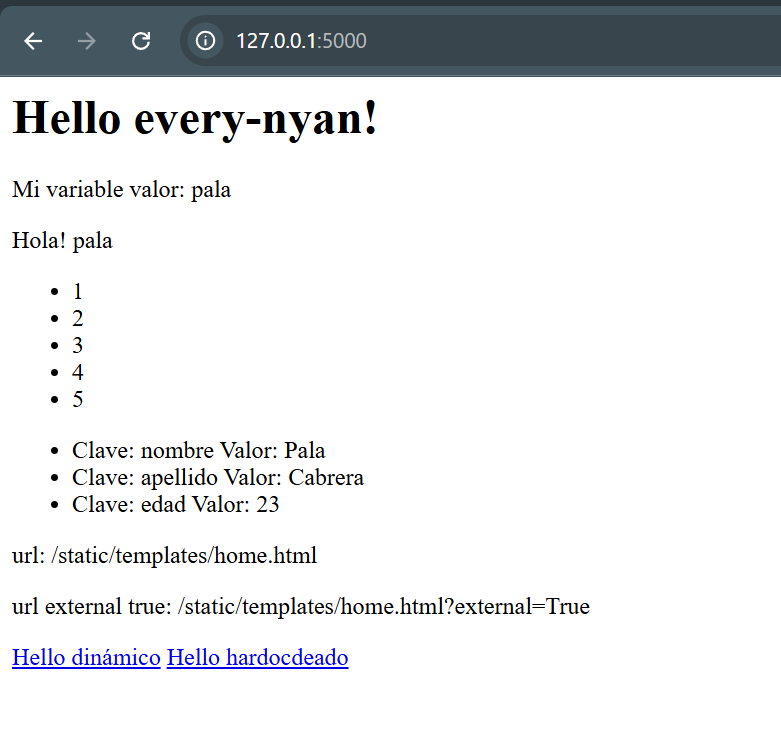 127.0.0.1:5000
Hello every-nyan!
Mi variable valor: pala
Hola! pala
1
2
3
4
5
Clave: nombre Valor: Pala
Clave: apellido Valor: Cabrera
Clave: edad Valor: 23
url: /static/templates/home.html
url external true: /static/templates/home.html?external=True
Hello dinámico Hello hardocdeado